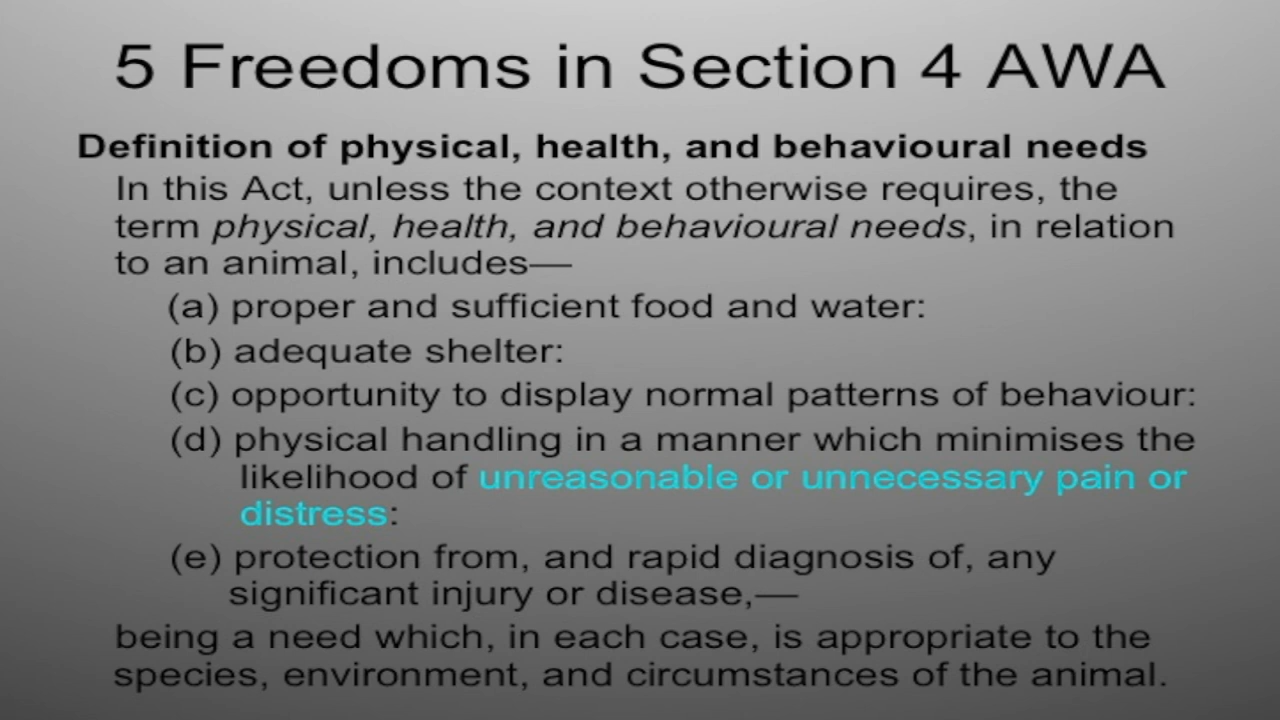 5 Freedoms in Section 4 AWA
Definition of physical, health, and behavioural needs
In this Act, unless the context otherwise requires, the
term physical, health, and behavioural needs, in relation
to an animal, includes—
(a) proper and sufficient food and water:
(b) adequate shelter:
(c) opportunity to display normal patterns of behaviour:
(d) physical handling in a manner which minimises the
likelihood of unreasonable or unnecessary pain or
distress:
(e) protection from, and rapid diagnosis of, any
significant injury or disease,—
being a need which, in each case, is appropriate to the
species, environment, and circumstances of the animal.